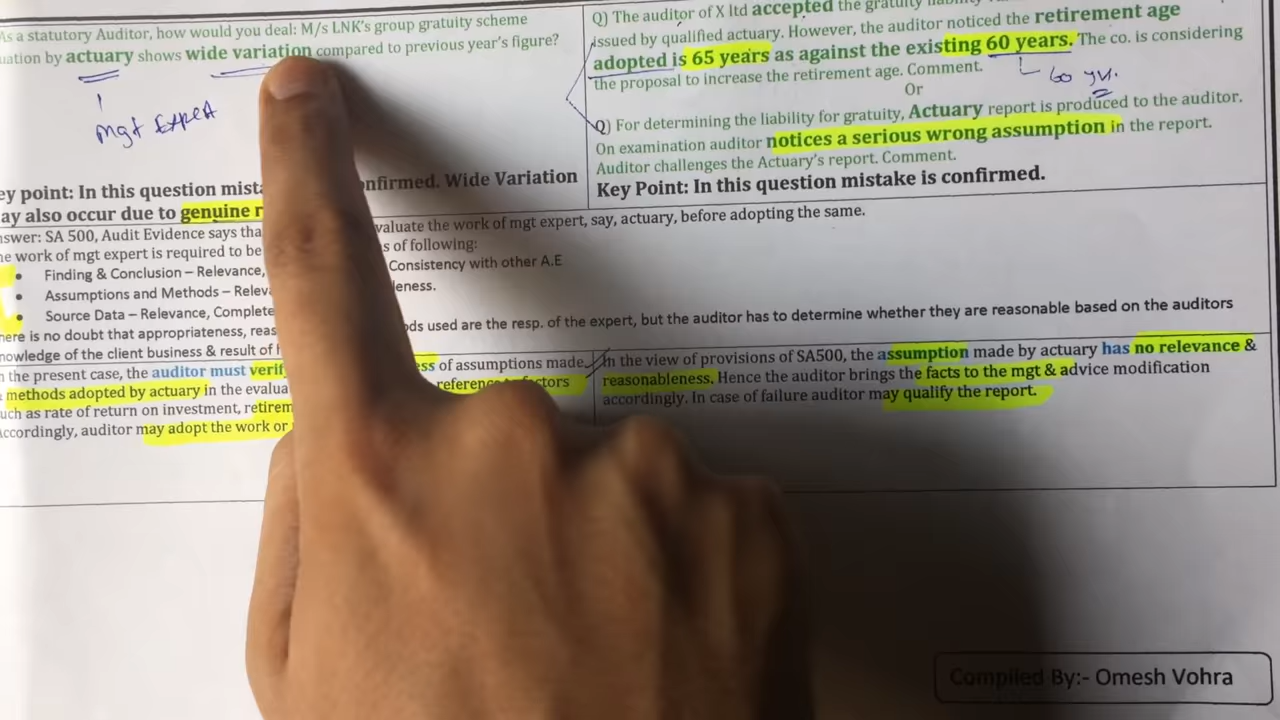 As a statutory Auditor, how would you deal: M/s LNK's group gratuity scheme
uation by actuary shows wide variation compared to previous year's figure?
mgt Expert
ey point: In this question mista nfirmed. Wide Variation
ay also occur due to genuine r
Q) The auditor of X ltd accepted the gratuity
issued by qualified actuary. However, the auditor noticed the retirement age
adopted is 65 years as against the existing 60 years. The co. is considering
the proposal to increase the retirement age. Comment.
60 yr.
Or
Q) For determining the liability for gratuity, Actuary report is produced to the auditor.
On examination auditor notices a serious wrong assumption in the report.
Auditor challenges the Actuary's report. Comment.
Key Point: In this question mistake is confirmed.
nswer: SA 500, Audit Evidence says tha valuate the work of mgt expert, say, actuary, before adopting the same.
he work of mgt expert is required to be s of following:
• Finding & Conclusion – Relevance, Consistency with other A.E
• Assumptions and Methods – Relev leness.
• Source Data – Relevance, Complete
here is no doubt that appropriateness, reas ds used are the resp. of the expert, but the auditor has to determine whether they are reasonable based on the auditors
nowledge of the client business & result of
n the present case, the auditor must verif ss of assumptions made
methods adopted by actuary in the evalua reference to factors
uch as rate of return on investment, retirem
Accordingly, auditor may adopt the work or
In the view of provisions of SA500, the assumption made by actuary has no relevance &
reasonableness. Hence the auditor brings the facts to the mgt & advice modification
accordingly. In case of failure auditor may qualify the report.
Compiled By:- Omesh Vohra